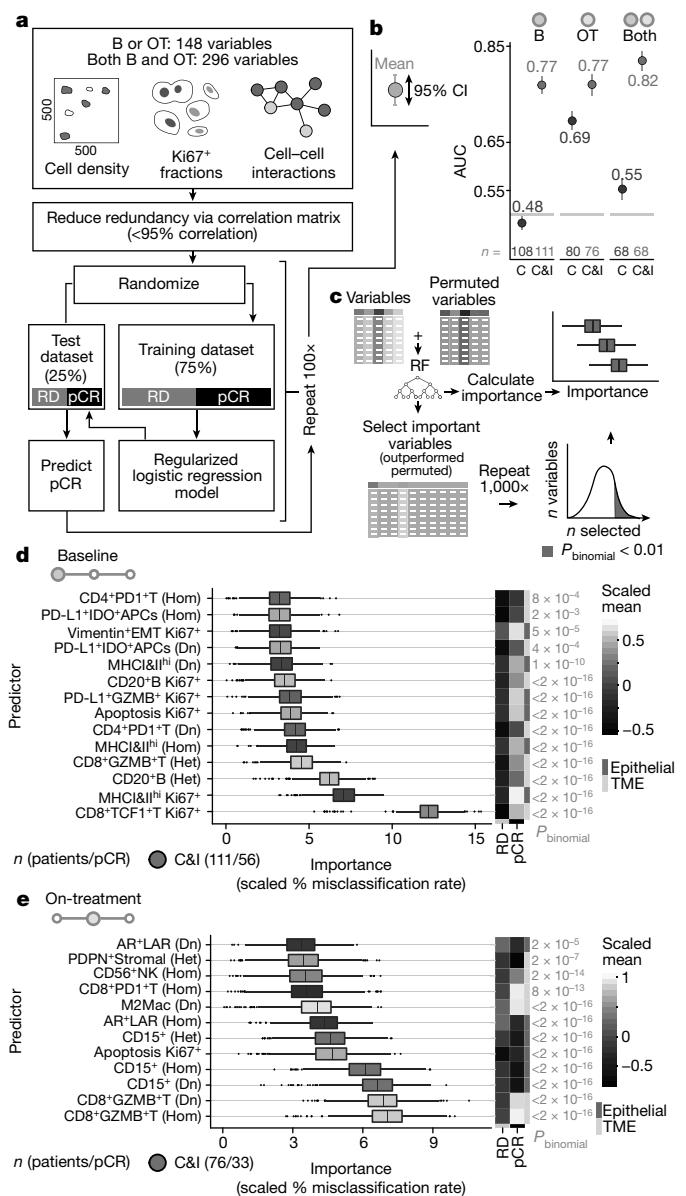 a
B or OT: 148 variables
Both B and OT: 296 variables
500
500
Cell density
Ki67⁺
fractions
Cell–cell
interactions
Reduce redundancy via correlation matrix
(<95% correlation)
Randomize
Test
dataset
(25%)
RD pCR
Training dataset
(75%)
RD pCR
Predict
pCR
Regularized
logistic regression
model
Repeat 100×
b
Mean
95% CI
B OT Both
AUC
0.85
0.65
0.55
0.77 0.77 0.82
0.69
0.55
0.48
n = 108 111 80 76 68 68
C C&I C C&I C C&I
c
Variables
Permuted
variables
+
RF
Calculate
importance
Importance
Select important
variables
(outperformed
permuted)
Repeat
1,000×
n variables
n selected
P binomial < 0.01
d
Baseline
Predictor
CD4⁺PD1⁺T (Hom) 8 × 10⁻⁴
PD-L1⁺IDO⁺APCs (Hom) 2 × 10⁻³
Vimentin⁺EMT Ki67⁺ 5 × 10⁻⁵
PD-L1⁺IDO⁺APCs (Dn) 4 × 10⁻⁴
MHCI&IIʰⁱ (Dn) 1 × 10⁻¹⁰
CD20⁺B Ki67⁺ <2 × 10⁻¹⁶
PD-L1⁺GZMB⁺ Ki67⁺ <2 × 10⁻¹⁶
Apoptosis Ki67⁺ <2 × 10⁻¹⁶
CD4⁺PD1⁺T (Dn) <2 × 10⁻¹⁶
MHCI&IIʰⁱ (Hom) <2 × 10⁻¹⁶
CD8⁺GZMB⁺T (Het) <2 × 10⁻¹⁶
CD20⁺B (Het) <2 × 10⁻¹⁶
MHCI&IIʰⁱ Ki67⁺ <2 × 10⁻¹⁶
CD8⁺TCF1⁺T Ki67⁺ <2 × 10⁻¹⁶
0 5 10 15
RD pCR
P binomial
Importance
(scaled % misclassification rate)
n (patients/pCR) C&I (111/56)
Scaled
mean
0.5
0
−0.5
Epithelial
TME
e
On-treatment
Predictor
AR⁺LAR (Dn) 2 × 10⁻⁵
PDPN⁺Stromal (Het) 2 × 10⁻⁷
CD56⁺NK (Hom) 2 × 10⁻¹⁴
CD8⁺PD1⁺T (Hom) 8 × 10⁻¹³
M2Mac (Dn) <2 × 10⁻¹⁶
AR⁺LAR (Hom) <2 × 10⁻¹⁶
CD15⁺ (Het) <2 × 10⁻¹⁶
Apoptosis Ki67⁺ <2 × 10⁻¹⁶
CD15⁺ (Hom) <2 × 10⁻¹⁶
CD15⁺ (Dn) <2 × 10⁻¹⁶
CD8⁺GZMB⁺T (Dn) <2 × 10⁻¹⁶
CD8⁺GZMB⁺T (Hom) <2 × 10⁻¹⁶
0 3 6 9
RD pCR
P binomial
Importance
(scaled % misclassification rate)
n (patients/pCR) C&I (76/33)
Scaled
mean
1
0
−0.5
Epithelial
TME